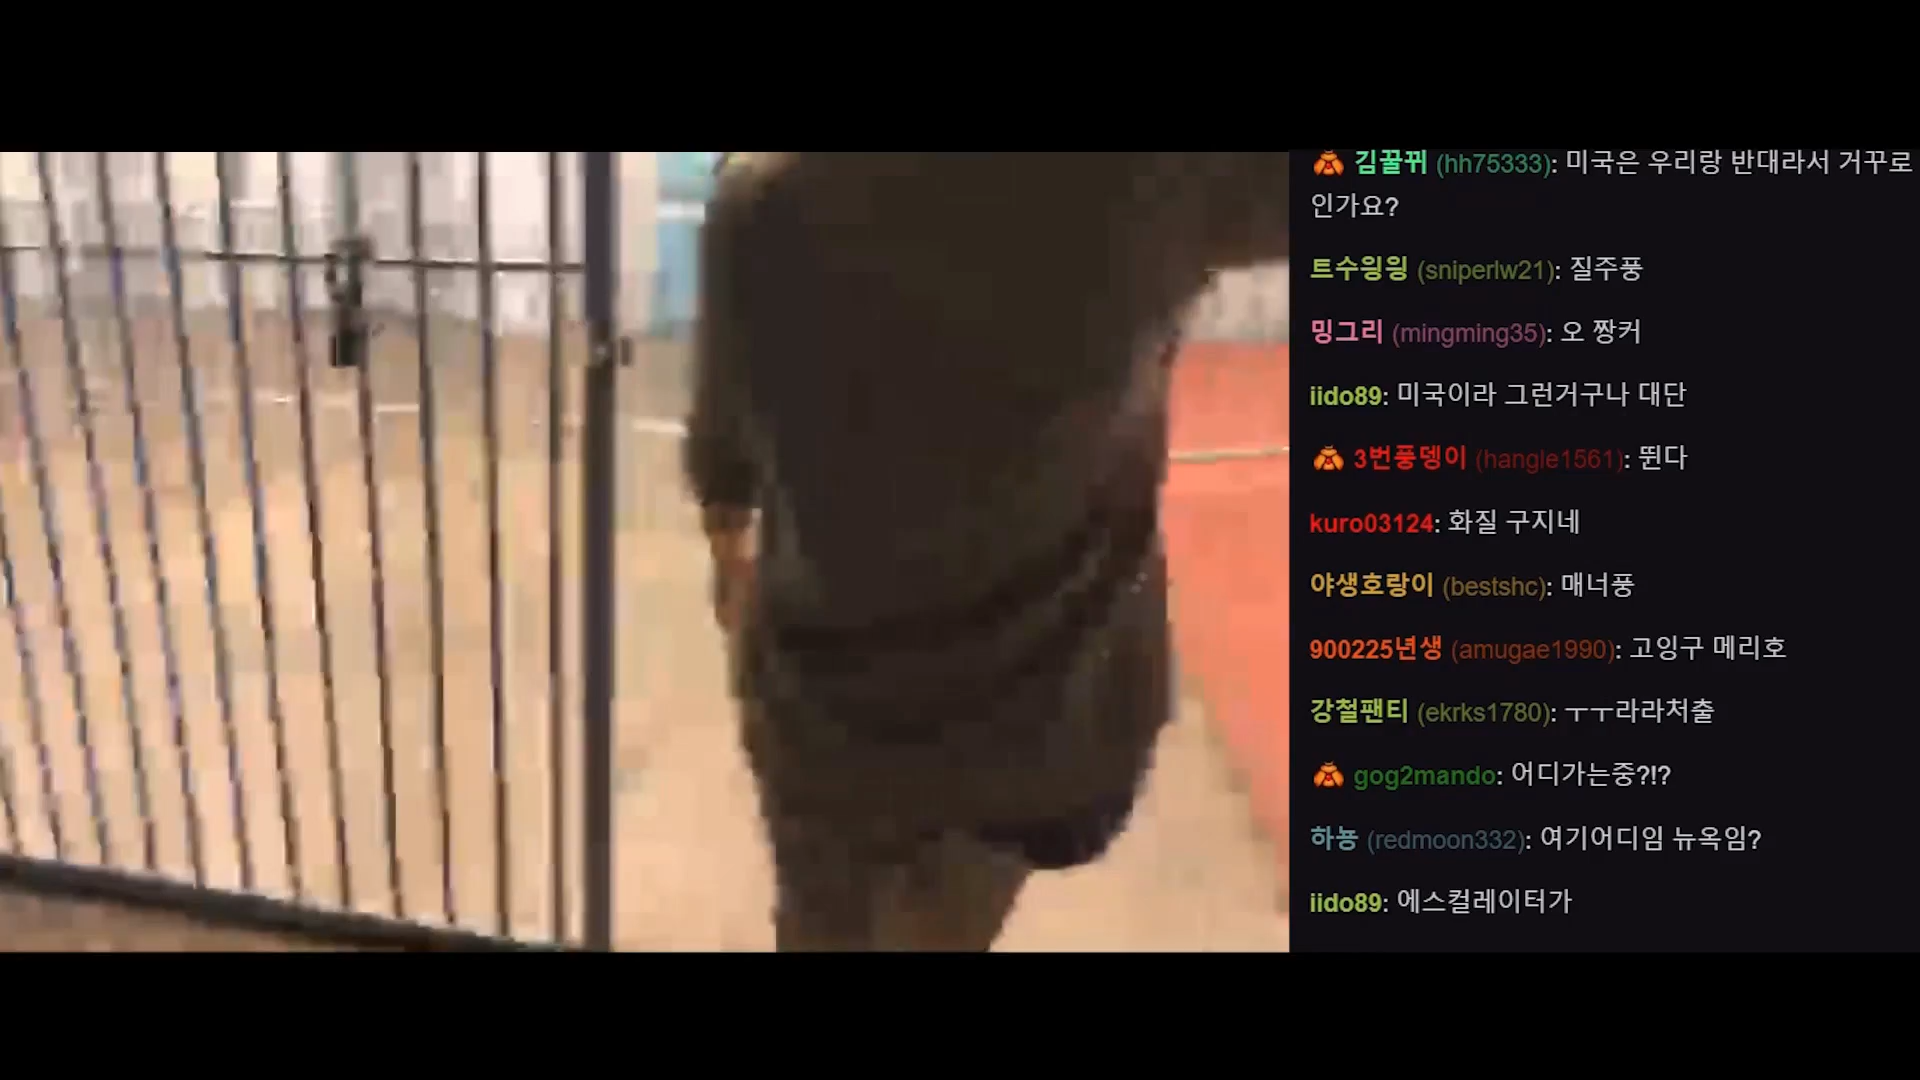 김꿀뀌 (hh75333): 미국은 우리랑 반대라서 거꾸로
인가요?
트수윙윙 (sniperlw21): 질주풍
밍그리 (mingming35): 오 짱커
iido89: 미국이라 그런거구나 대단
3번풍뎅이 (hangle1561): 뛴다
kuro03124: 화질 구지네
야생호랑이 (bestshc): 매너풍
900225년생 (amugae1990): 고잉구 메리호
강철팬티 (ekrks1780): ㅜㅜ라라처출
gog2mando: 어디가는중?!?
하뇽 (redmoon332): 여기어디임 뉴욕임?
iido89: 에스컬레이터가